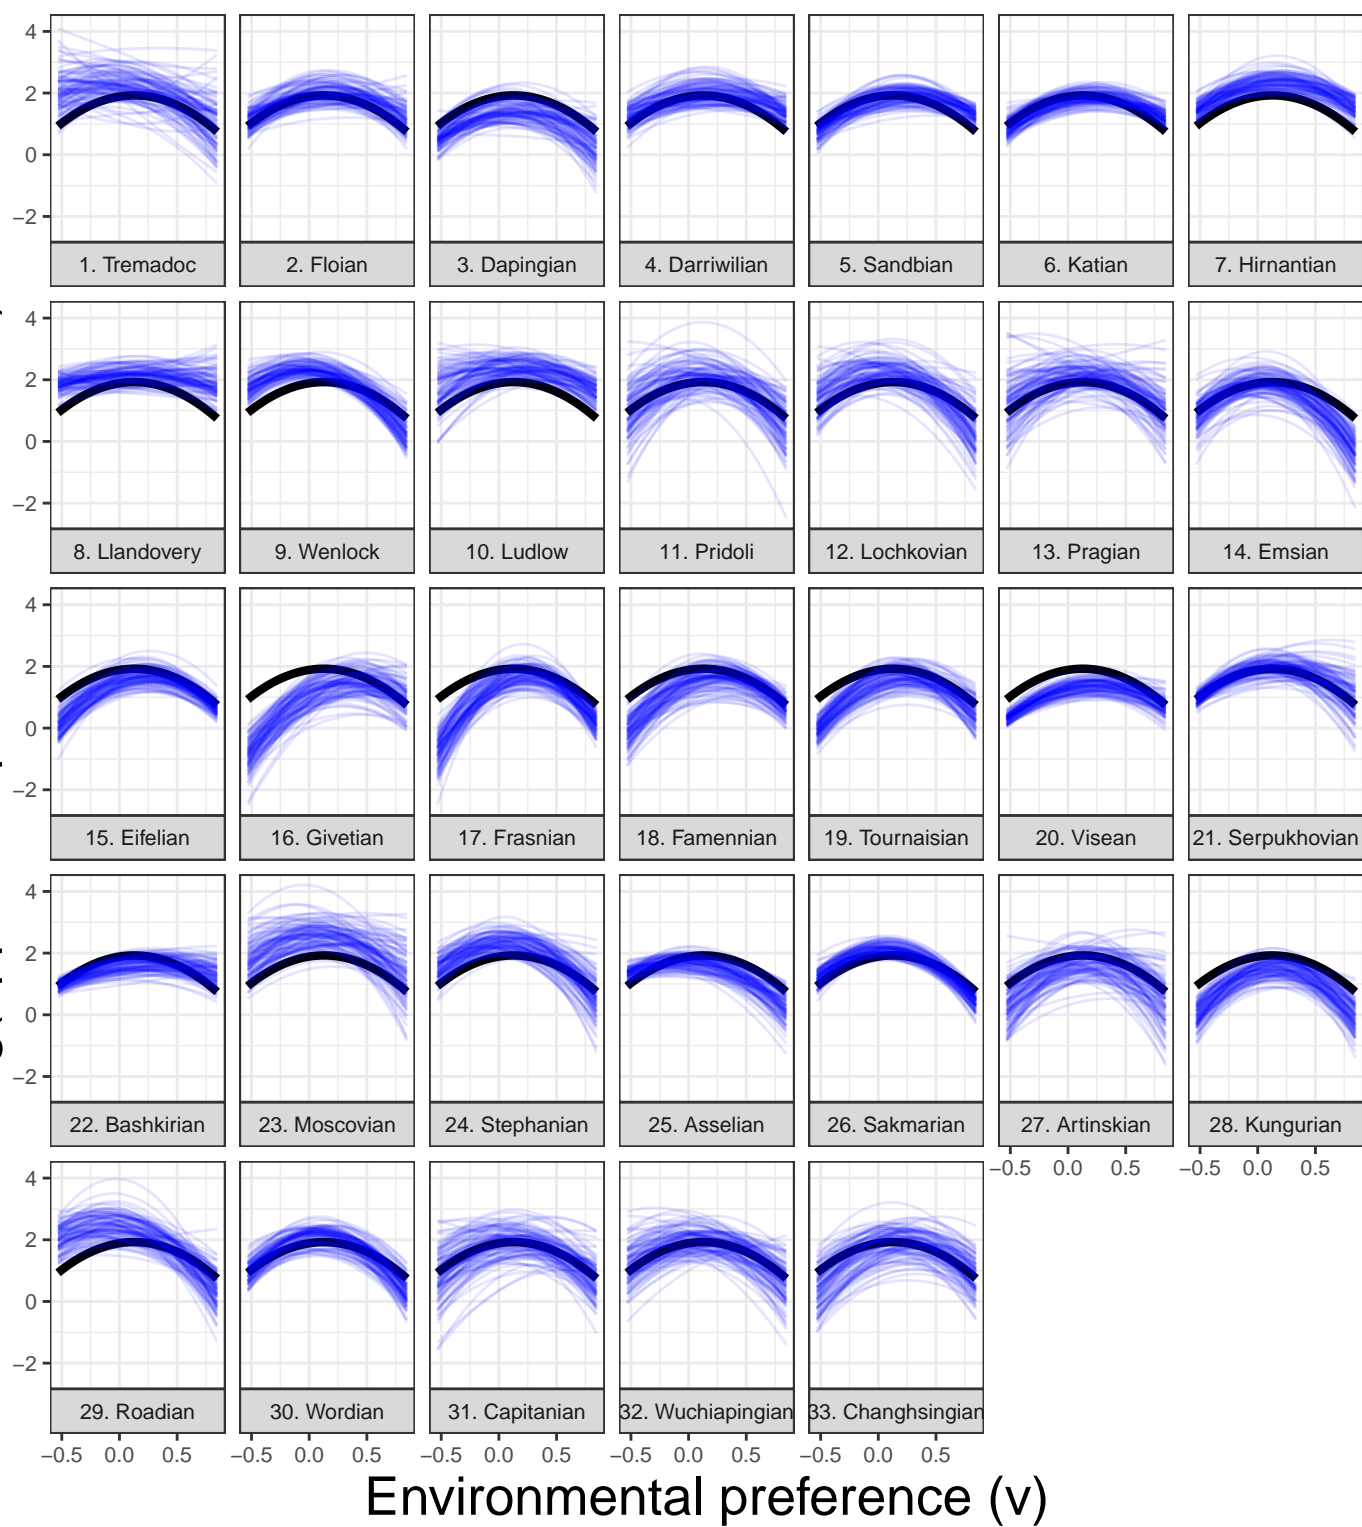 4
2
0
−2
1. Tremadoc 2. Floian 3. Dapingian 4. Darriwilian 5. Sandbian 6. Katian 7. Hirnantian
4
2
0
−2
8. Llandovery 9. Wenlock 10. Ludlow 11. Pridoli 12. Lochkovian 13. Pragian 14. Emsian
4
2
0
−2
15. Eifelian 16. Givetian 17. Frasnian 18. Famennian 19. Tournaisian 20. Visean 21. Serpukhovian
4
2
0
−2
22. Bashkirian 23. Moscovian 24. Stephanian 25. Asselian 26. Sakmarian 27. Artinskian 28. Kungurian
−0.5 0.0 0.5 −0.5 0.0 0.5
4
2
0
−2
29. Roadian 30. Wordian 31. Capitanian 32. Wuchiapingian 33. Changhsingian
−0.5 0.0 0.5 −0.5 0.0 0.5 −0.5 0.0 0.5 −0.5 0.0 0.5 −0.5 0.0 0.5
Environmental preference (v)